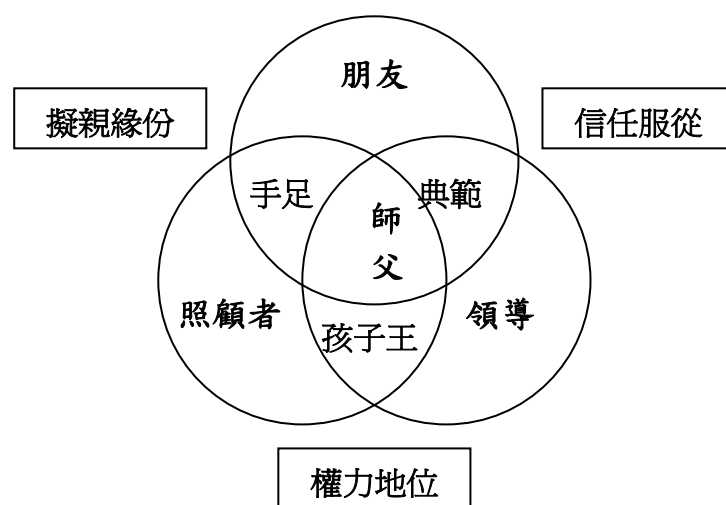 朋友
擬親緣份
信任服從
手足
典範
師
父
照顧者
領導
孩子王
權力地位